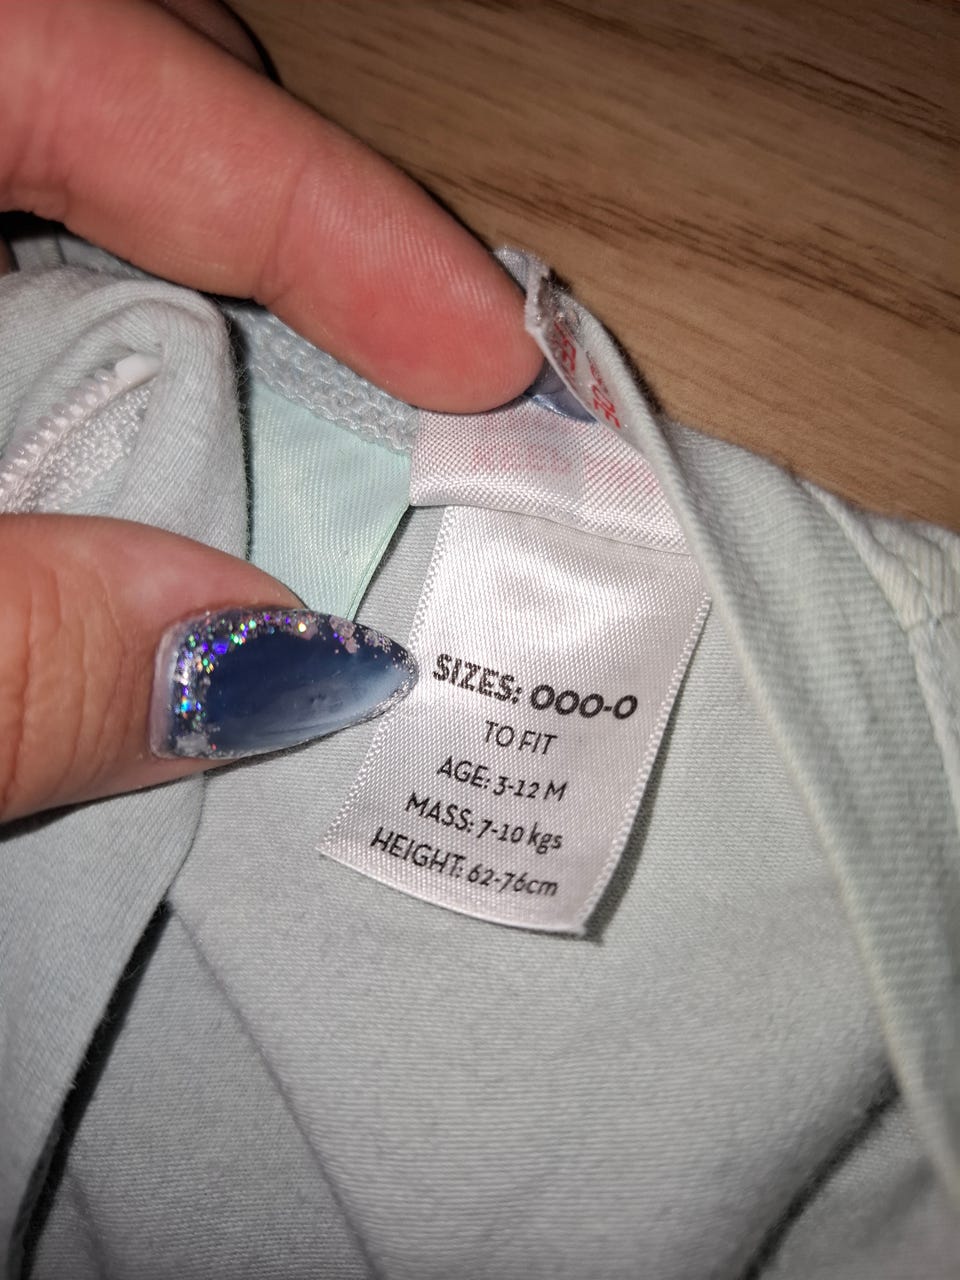 SIZES: 000-0
TO FIT
AGE: 3-12 M
MASS: 7-10 kgs
HEIGHT: 62-76cm